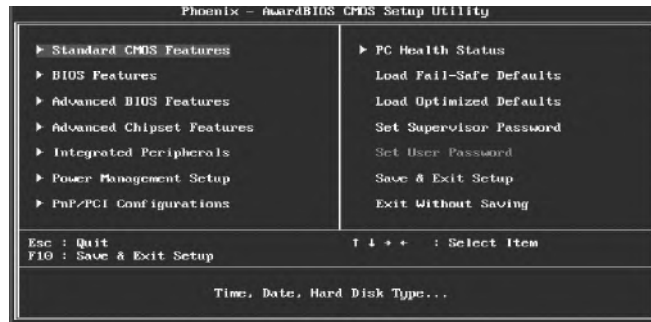 Phoenix - AwardBIOS CMOS Setup Utility
▶ Standard CMOS Features
▶ BIOS Features
▶ Advanced BIOS Features
▶ Advanced Chipset Features
▶ Integrated Peripherals
▶ Power Management Setup
▶ PnP/PCI Configurations
▶ PC Health Status
Load Fail-Safe Defaults
Load Optimized Defaults
Set Supervisor Password
Set User Password
Save & Exit Setup
Exit Without Saving
Esc : Quit
F10 : Save & Exit Setup
↑ ↓ → ← : Select Item
Time, Date, Hard Disk Type...